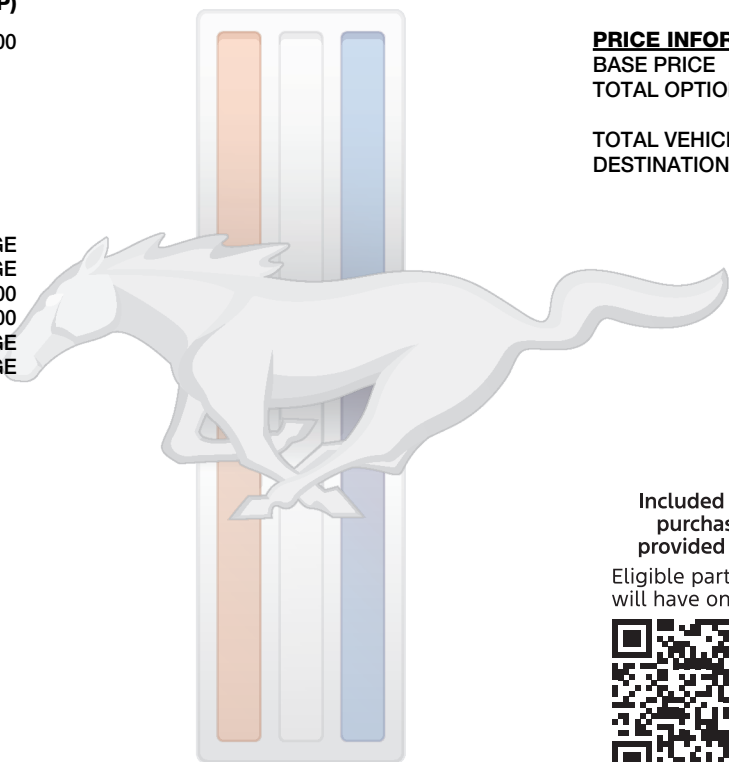 P)
00
GE
GE
00
00
GE
GE
PRICE INFOR
BASE PRICE
TOTAL OPTIO
TOTAL VEHIC
DESTINATION
Included
purchas
provided
Eligible part
will have on